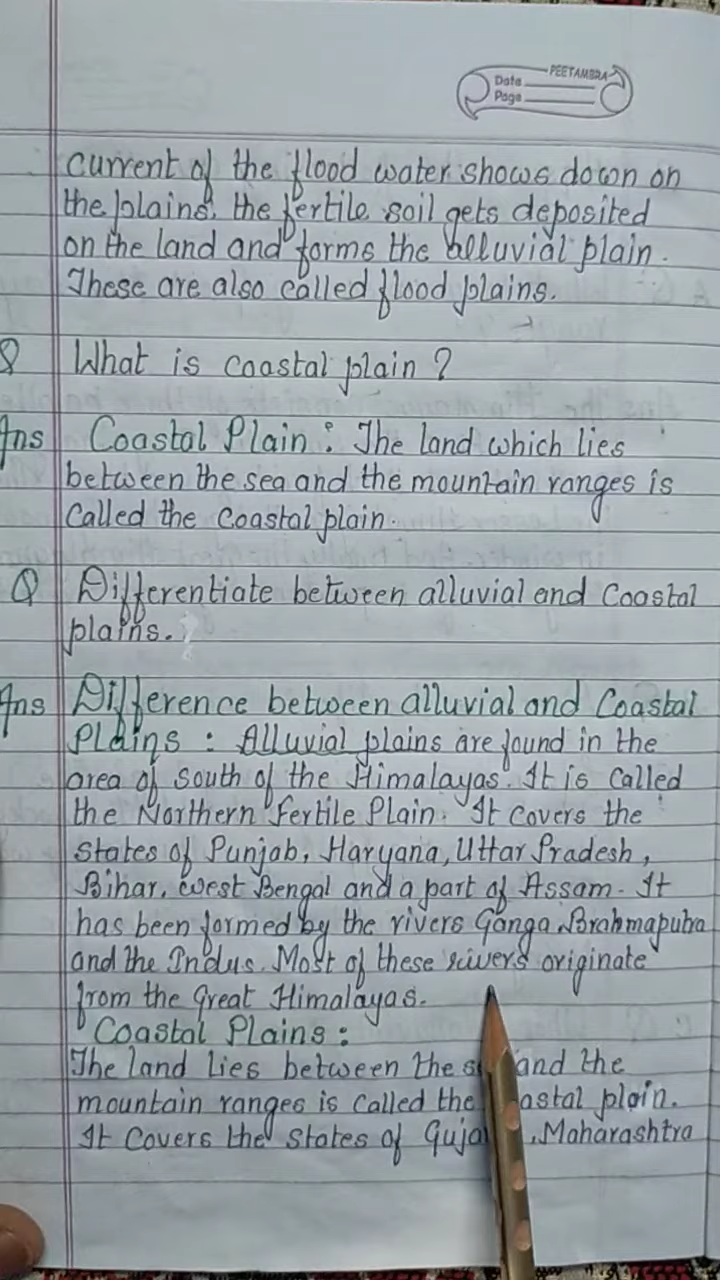 PEETAMBRA
Date
Page
current of the flood water shows down on
the plains, the fertile soil gets deposited
on the land and forms the alluvial plain.
These are also called flood plains.
Q What is coastal plain ?
Ans Coastal Plain : The land which lies
between the sea and the mountain ranges is
called the coastal plain.
Q Differentiate between alluvial and Coastal
plains.
Ans Difference between alluvial and Coastal
Plains : Alluvial plains are found in the
area of south of the Himalayas. It is called
the Northern Fertile Plain. It covers the
states of Punjab, Haryana, Uttar Pradesh,
Bihar, West Bengal and a part of Assam. It
has been formed by the rivers Ganga, Brahmaputra
and the Indus. Most of these rivers originate
from the Great Himalayas.
Coastal Plains :
The land lies between the and the
mountain ranges is called the plain.
It covers the states of , Maharashtra